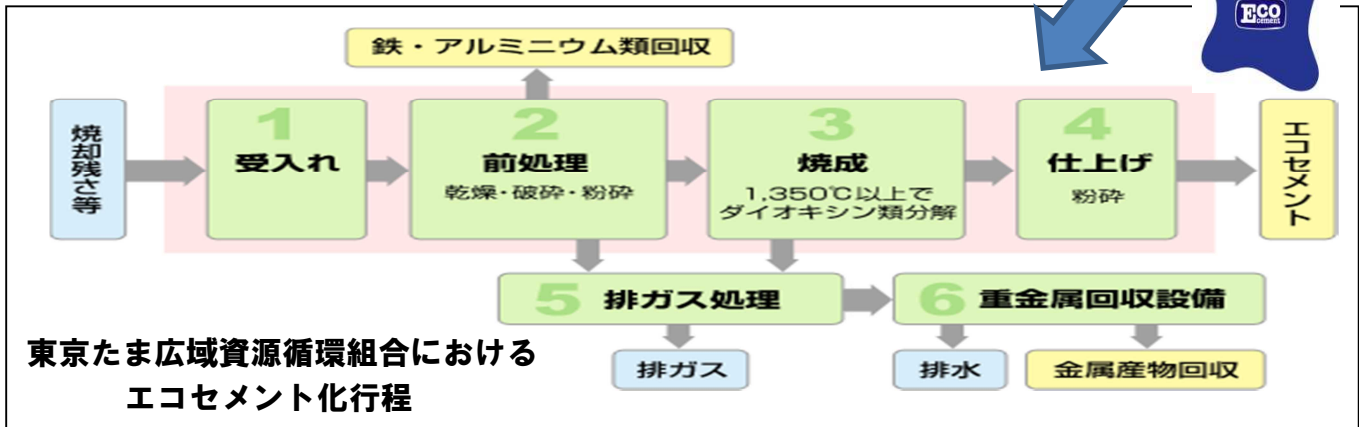 ECO
cement
鉄・アルミニウム類回収
焼却残さ等
1
受入れ
2
前処理
乾燥・破砕・粉砕
3
焼成
1,350℃以上で
ダイオキシン類分解
4
仕上げ
粉砕
エコセメント
5 排ガス処理
6 重金属回収設備
排ガス
排水
金属産物回収
東京たま広域資源循環組合における
エコセメント化行程